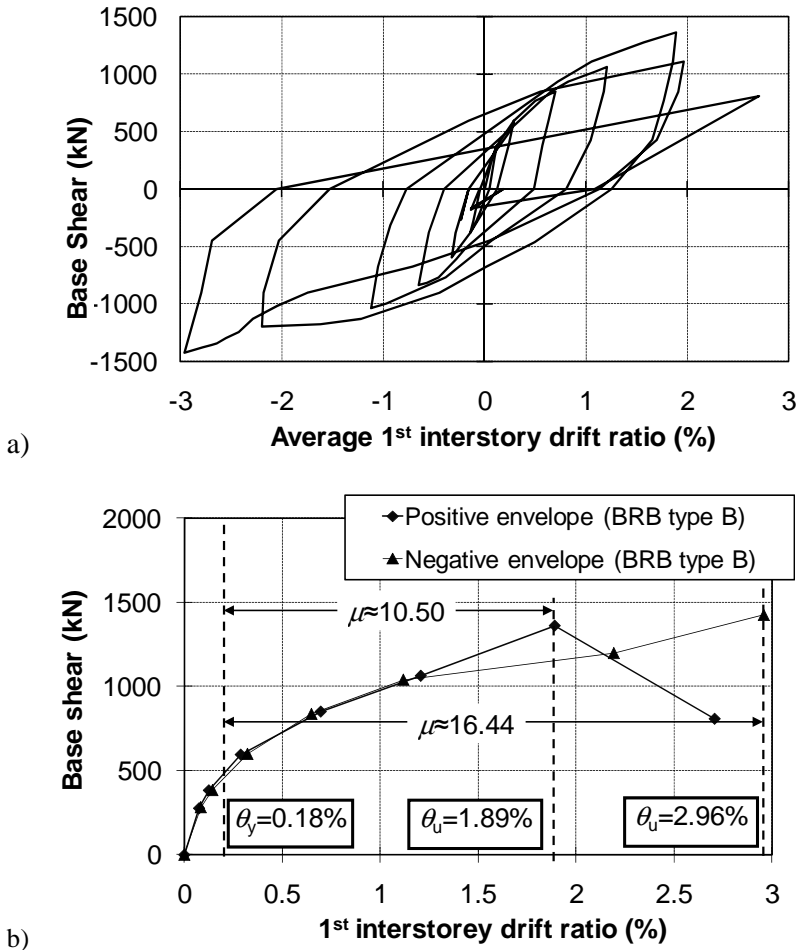 1500
1000
500
0
-500
-1000
-1500
Base Shear (kN)
-3 -2 -1 0 1 2 3
Average 1st interstory drift ratio (%)
a)
Positive envelope (BRB type B)
Negative envelope (BRB type B)
2000
1500
1000
500
0
Base shear (kN)
μ≈10.50
μ≈16.44
θy=0.18%
θu=1.89%
θu=2.96%
0 0.5 1 1.5 2 2.5 3
1st interstorey drift ratio (%)
b)